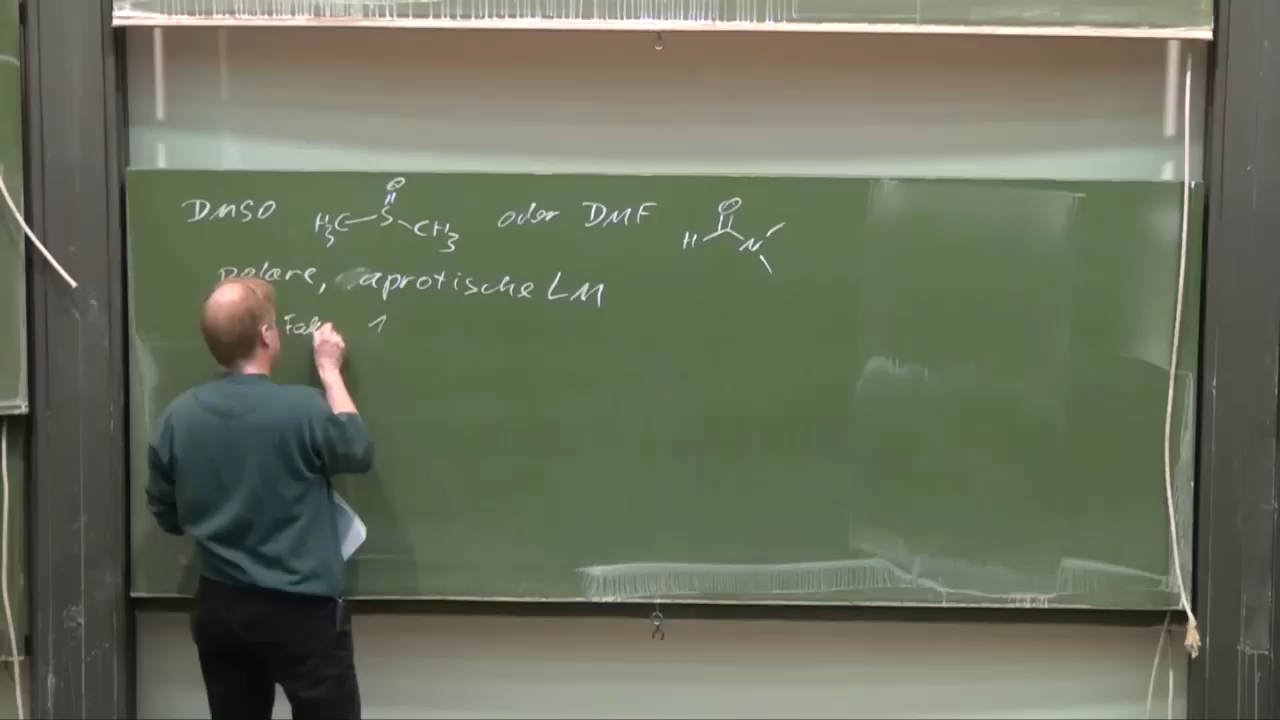 DMSO H3C S O CH3 oder DMF H O N
polare, aprotische LM
1